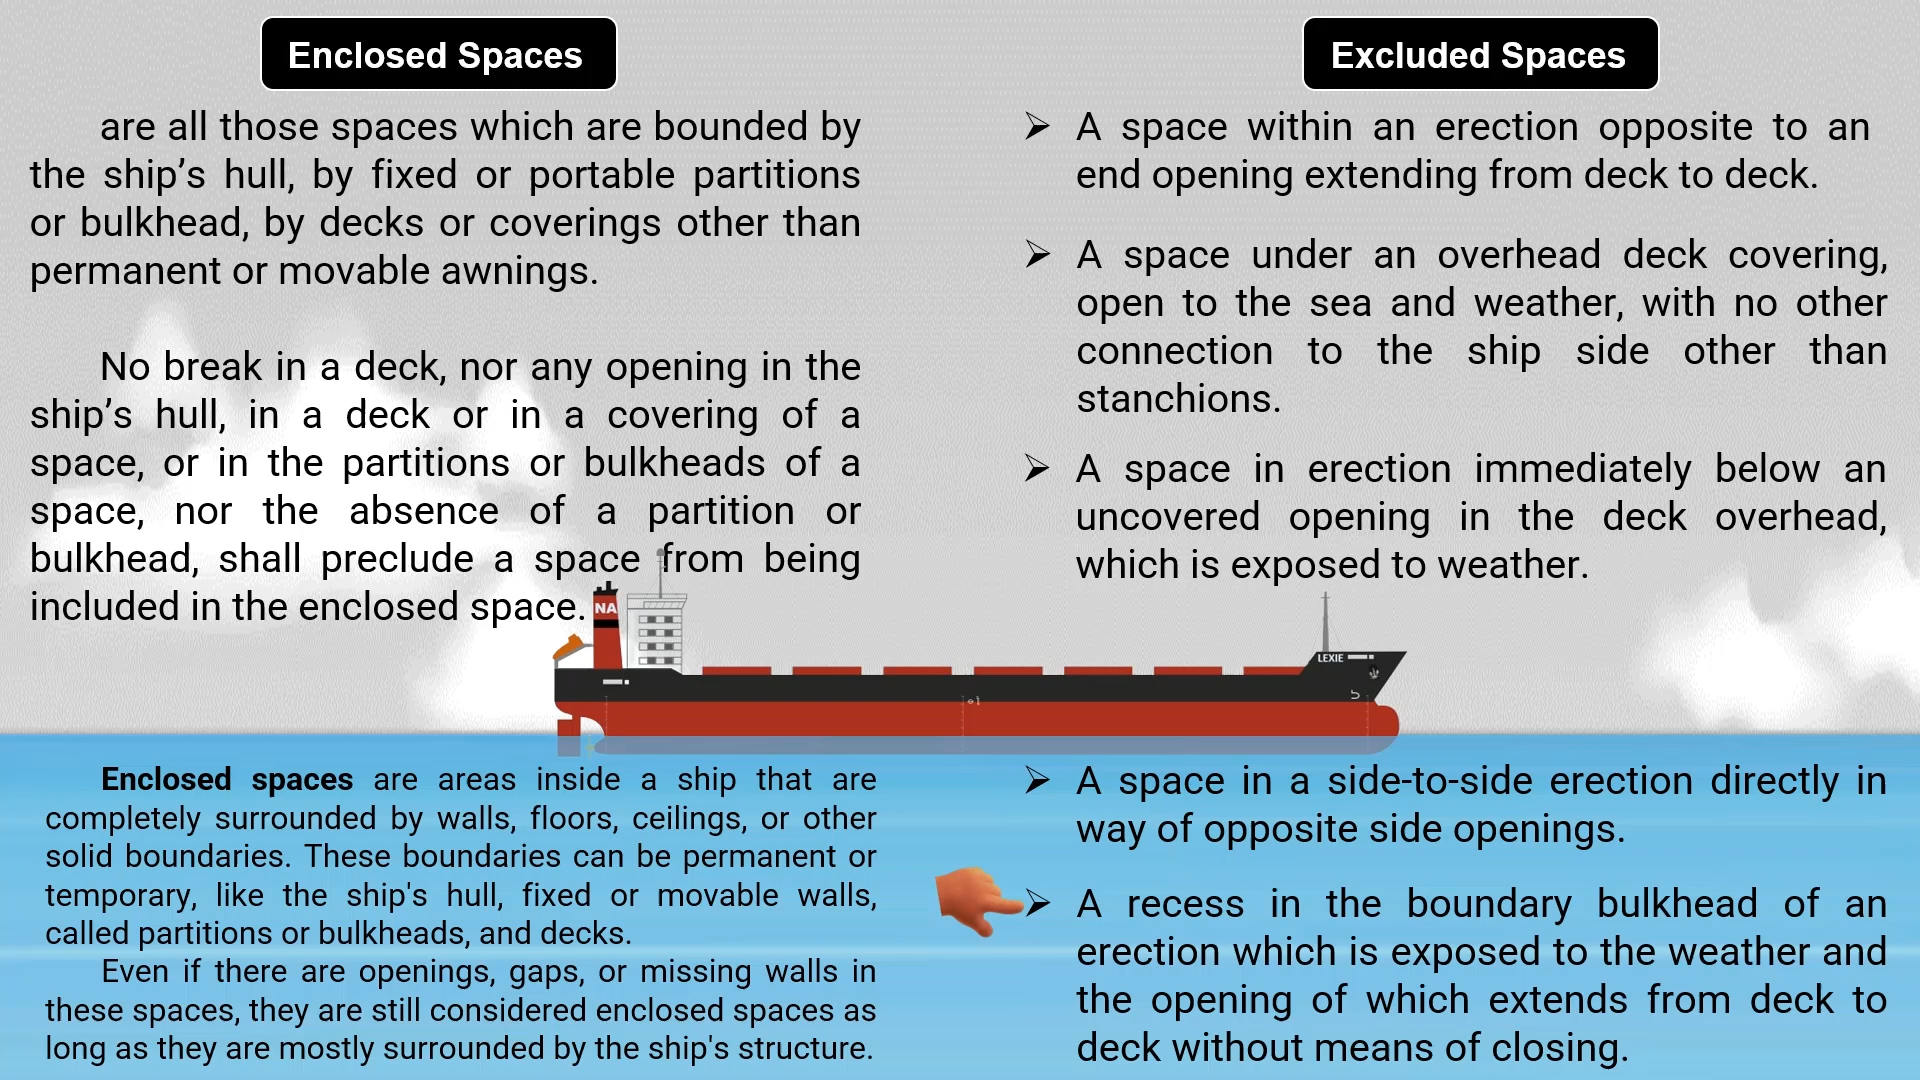 Enclosed Spaces
are all those spaces which are bounded by
the ship’s hull, by fixed or portable partitions
or bulkhead, by decks or coverings other than
permanent or movable awnings.
No break in a deck, nor any opening in the
ship’s hull, in a deck or in a covering of a
space, or in the partitions or bulkheads of a
space, nor the absence of a partition or
bulkhead, shall preclude a space from being
included in the enclosed space.
Enclosed spaces are areas inside a ship that are
completely surrounded by walls, floors, ceilings, or other
solid boundaries. These boundaries can be permanent or
temporary, like the ship's hull, fixed or movable walls,
called partitions or bulkheads, and decks.
Even if there are openings, gaps, or missing walls in
these spaces, they are still considered enclosed spaces as
long as they are mostly surrounded by the ship's structure.
Excluded Spaces
➢ A space within an erection opposite to an
end opening extending from deck to deck.
➢ A space under an overhead deck covering,
open to the sea and weather, with no other
connection to the ship side other than
stanchions.
➢ A space in erection immediately below an
uncovered opening in the deck overhead,
which is exposed to weather.
➢ A space in a side-to-side erection directly in
way of opposite side openings.
➢ A recess in the boundary bulkhead of an
erection which is exposed to the weather and
the opening of which extends from deck to
deck without means of closing.
NA
LEXIE